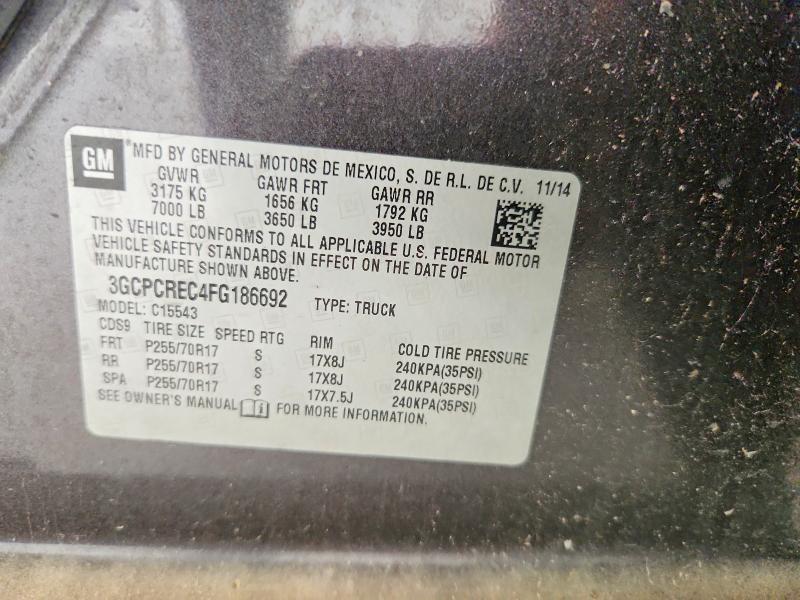 GM
*MFD BY GENERAL MOTORS DE MEXICO, S. DE R.L. DE C.V. 11/14
GVWR GAWR FRT GAWR RR
3175 KG 1656 KG 1792 KG
7000 LB 3650 LB 3950 LB
THIS VEHICLE CONFORMS TO ALL APPLICABLE U.S. FEDERAL MOTOR
VEHICLE SAFETY STANDARDS IN EFFECT ON THE DATE OF
MANUFACTURE SHOWN ABOVE.
3GCPCREC4FG186692 TYPE: TRUCK
MODEL: C15543
CDS9 TIRE SIZE SPEED RTG RIM COLD TIRE PRESSURE
FRT P255/70R17 S 17X8J 240KPA(35PSI)
RR P255/70R17 S 17X8J 240KPA(35PSI)
SPA P255/70R17 S 17X7.5J 240KPA(35PSI)
SEE OWNER'S MANUAL FOR MORE INFORMATION.